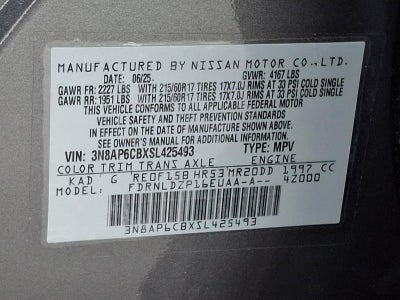 MANUFACTURED BY NISSAN MOTOR CO.,LTD.
DATE 06/25. GVWR: 4167 LBS
GAWR FR: 2227 LBS WITH 215/60R17 TIRES 17X7.0J RIMS AT 33 PSI COLD SINGLE
GAWR RR: 1951 LBS WITH 215/60R17 TIRES 17X7.0J RIMS AT 33 PSI COLD SINGLE
THIS VEHICLE CONFORMS TO ALL APPLICABLE FEDERAL MOTOR
VEHICLE SAFETY, BUMPER, AND THEFT PREVENTION STANDARDS
IN EFFECT ON THE DATE OF MANUFACTURE SHOWN ABOVE.
SEE OWNER'S MANUAL FOR ADDITIONAL INFORMATION.
VIN: 3N8AP6CBXSL425493 TYPE: MPV
COLOR TRIM TRANS AXLE ENGINE
KAD G RE0F15B HR53 MR20DD 1997 CC
MODEL: FDRNLDZP16EUAA-A-- 42000
3N8AP6CBXSL425493